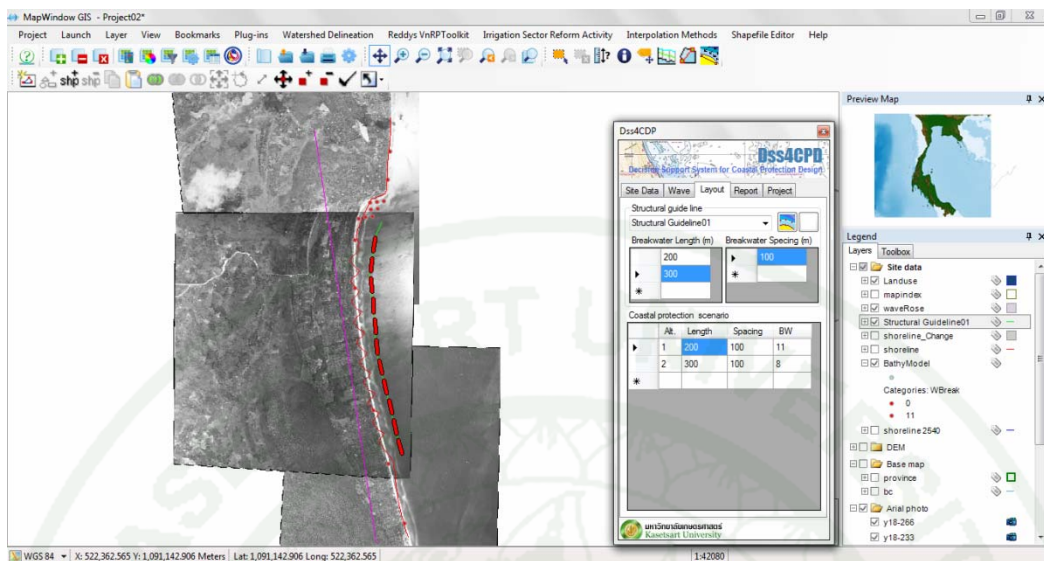 MapWindow GIS - Project02*
Project Launch Layer View Bookmarks Plug-ins Watershed Delineation Reddys VnRPToolkit Irrigation Sector Reform Activity Interpolation Methods Shapefile Editor Help
shp shp
Dss4CDP
Dss4CPD
Decision Support System for Coastal Protection Design
Site Data Wave Layout Report Project
Structural guide line
Structural Guideline01
Breakwater Length (m) Breakwater Spacing (m)
200 100
300
Coastal protection scenario
Alt. Length Spacing BW
1 200 100 11
2 300 100 8
มหาวิทยาลัยเกษตรศาสตร์
Kasetsart University
Preview Map
Legend
Layers Toolbox
Site data
Landuse
mapindex
waveRose
Structural Guideline01
shoreline_Change
shoreline
BathyModel
Categories: WBreak
0
11
shoreline2540
DEM
Base map
province
bc
Arial photo
y18-266
y18-233
WGS 84 X: 522,362.565 Y: 1,091,142.906 Meters Lat: 1,091,142.906 Long: 522,362.565 1:42080